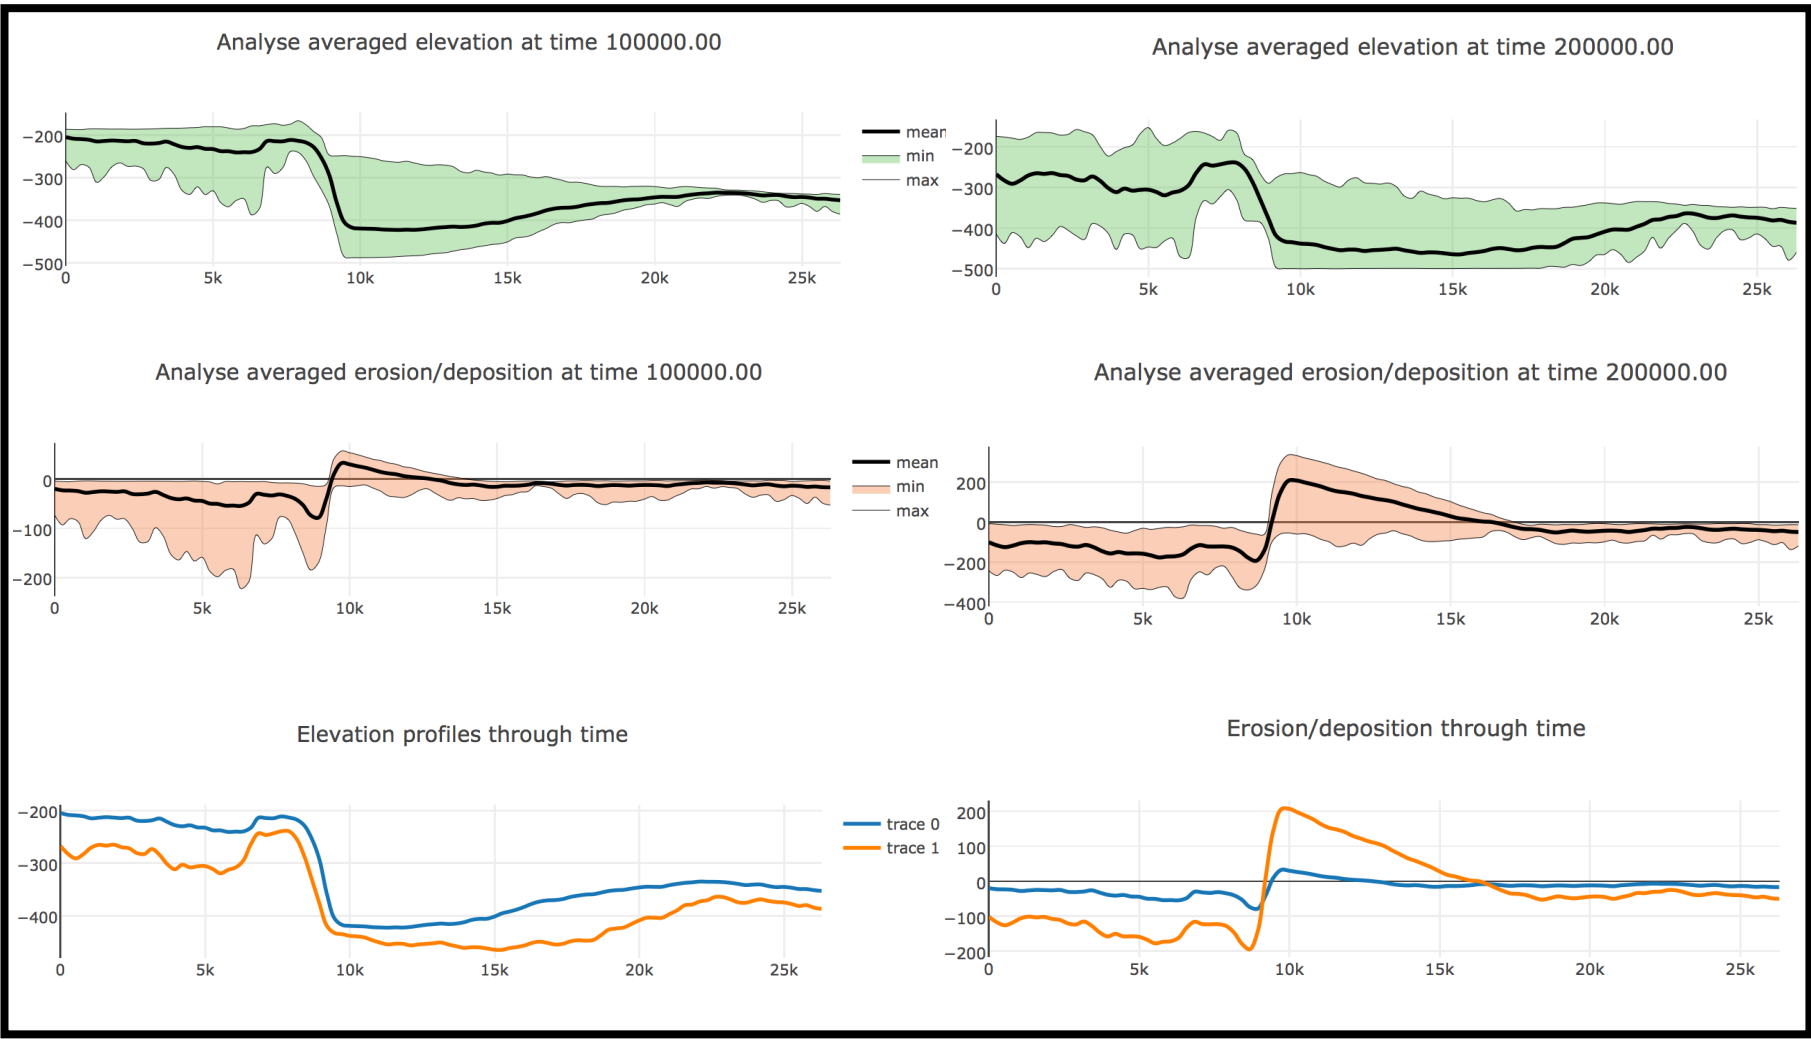 Analyse averaged elevation at time 100000.00
−200
−300
−400
−500
0 5k 10k 15k 20k 25k
mean
min
max
Analyse averaged elevation at time 200000.00
−200
−300
−400
−500
0 5k 10k 15k 20k 25k
Analyse averaged erosion/deposition at time 100000.00
0
−100
−200
0 5k 10k 15k 20k 25k
mean
min
max
Analyse averaged erosion/deposition at time 200000.00
200
0
−200
−400
0 5k 10k 15k 20k 25k
Elevation profiles through time
−200
−300
−400
0 5k 10k 15k 20k 25k
trace 0
trace 1
Erosion/deposition through time
200
100
0
−100
−200
0 5k 10k 15k 20k 25k